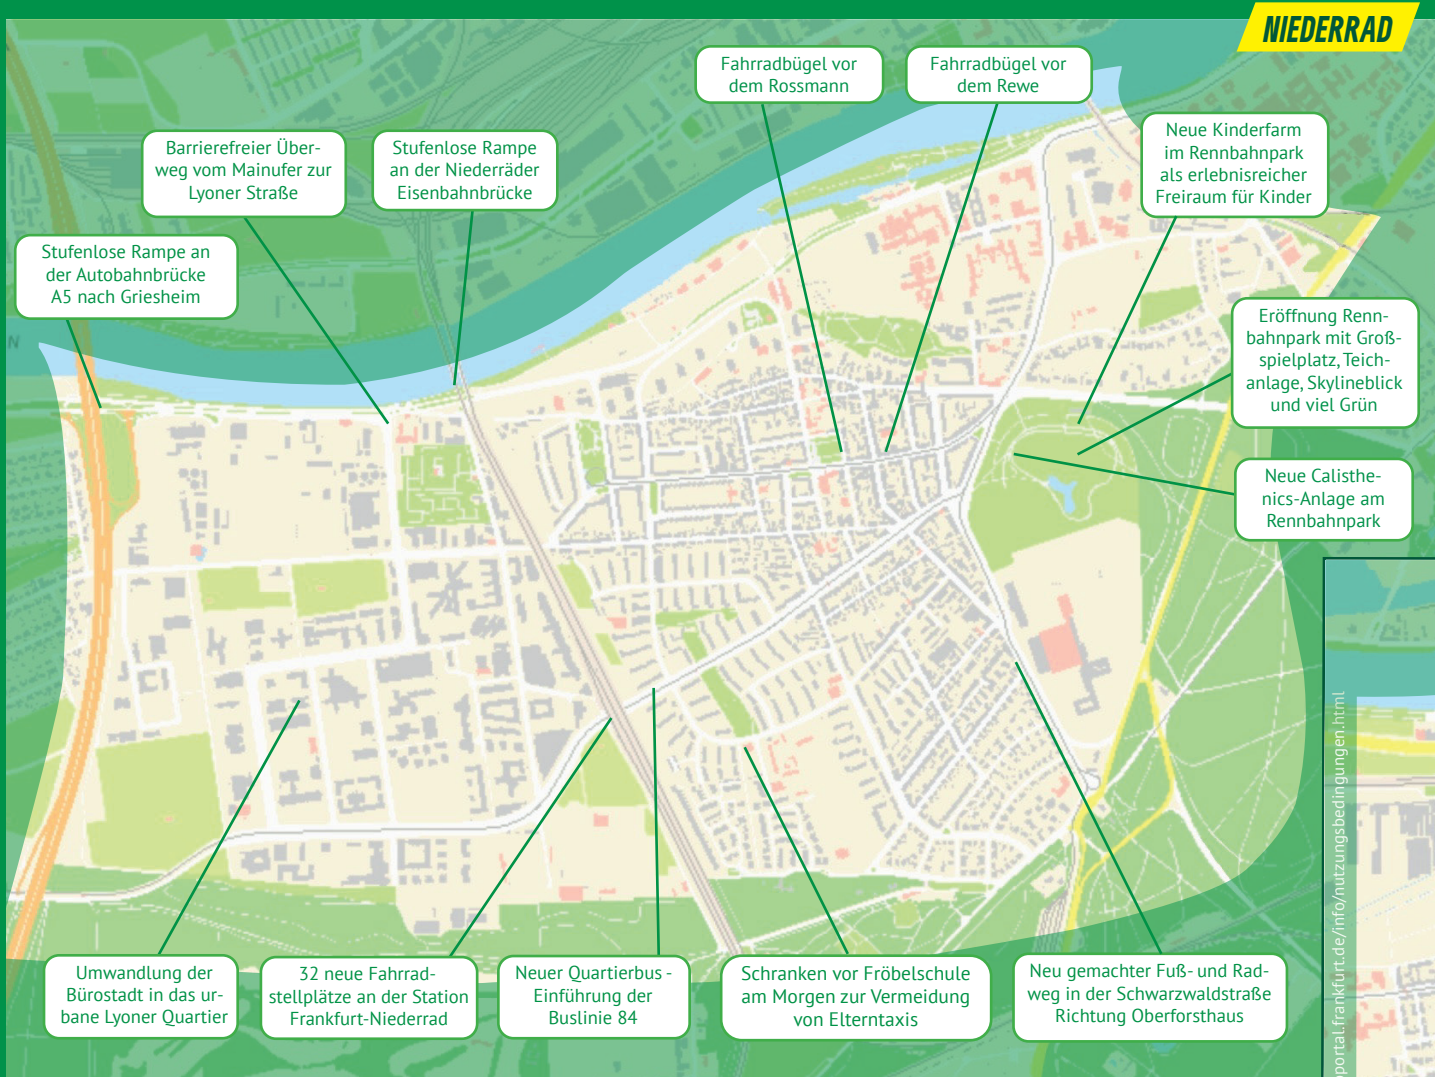 NIEDERRAD
Fahrradbügel vor
dem Rossmann
Fahrradbügel vor
dem Rewe
Barrierefreier Über-
weg vom Mainufer zur
Lyoner Straße
Stufenlose Rampe
an der Niederräder
Eisenbahnbrücke
Neue Kinderfarm
im Rennbahnpark
als erlebnisreicher
Freiraum für Kinder
Stufenlose Rampe an
der Autobahnbrücke
A5 nach Griesheim
Eröffnung Renn-
bahnpark mit Groß-
spielplatz, Teich-
anlage, Skylineblick
und viel Grün
Neue Calisthe-
nics-Anlage am
Rennbahnpark
Umwandlung der
Bürostadt in das ur-
bane Lyoner Quartier
32 neue Fahrrad-
stellplätze an der Station
Frankfurt-Niederrad
Neuer Quartierbus -
Einführung der
Buslinie 84
Schranken vor Fröbelschule
am Morgen zur Vermeidung
von Elterntaxis
Neu gemachter Fuß- und Rad-
weg in der Schwarzwaldstraße
Richtung Oberforsthaus
portal.frankfurt.de/info/nutzungsbedingungen.html
N